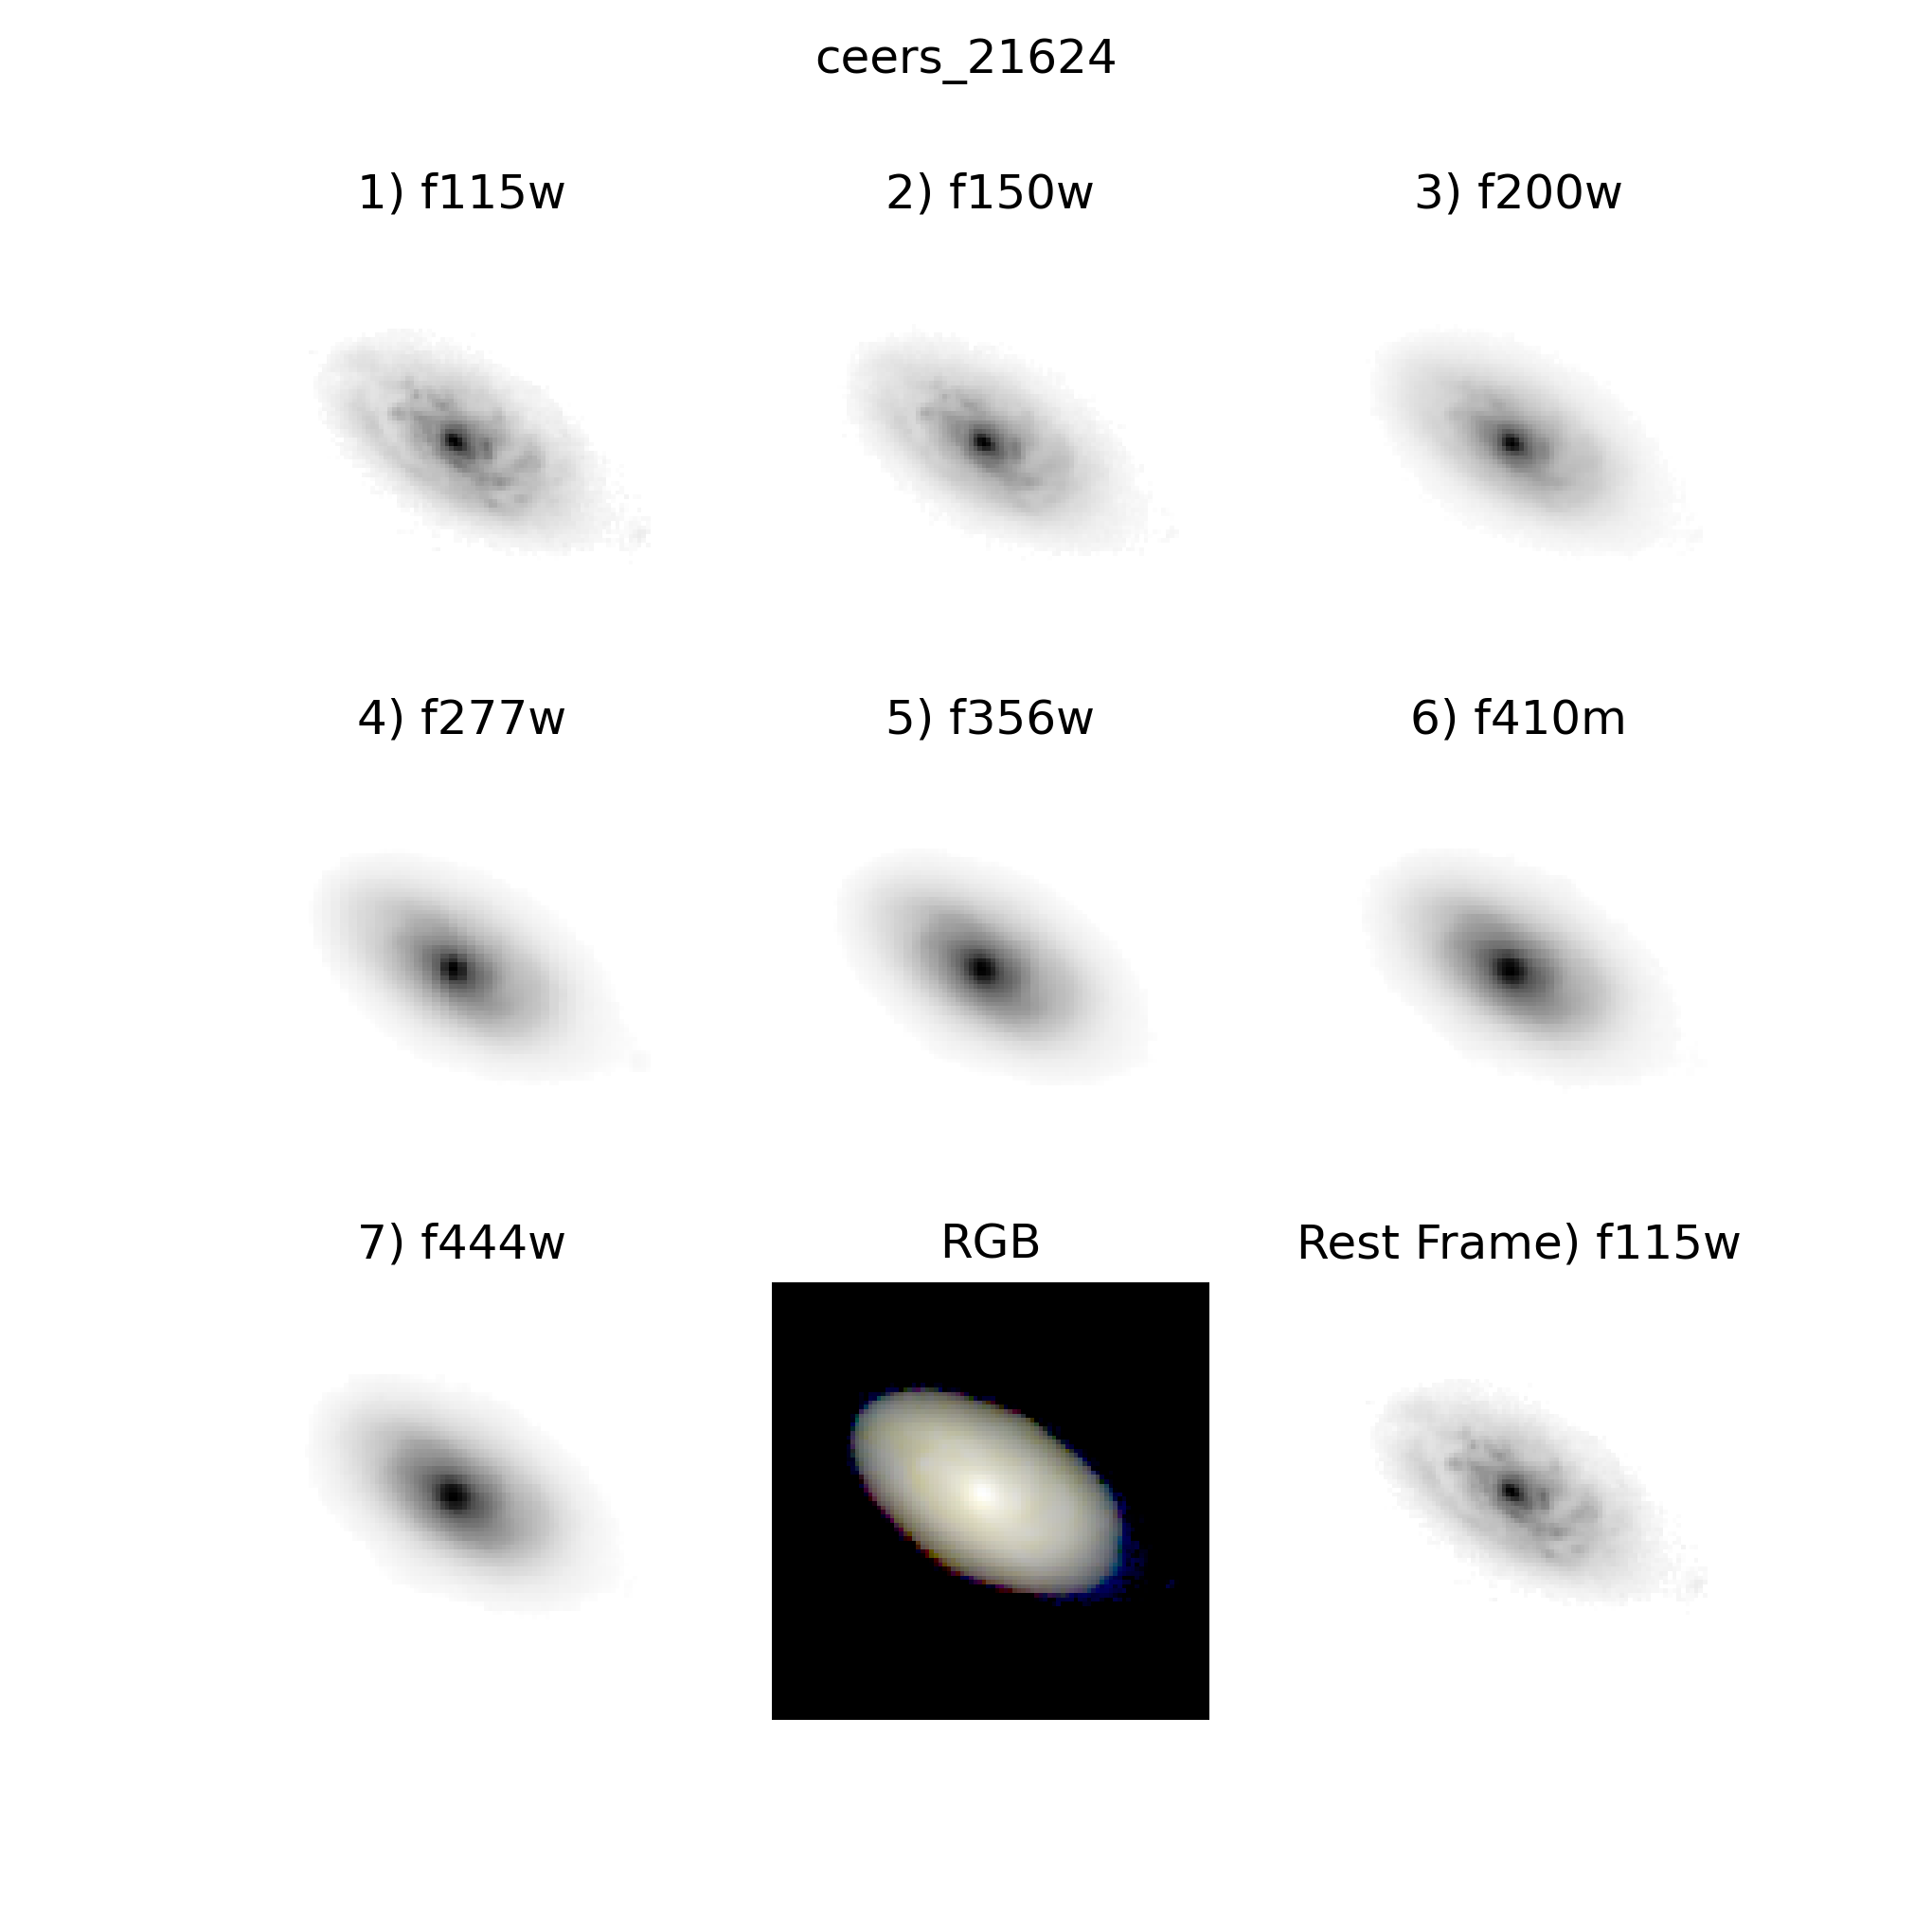 ceers_21624
1) f115w
2) f150w
3) f200w
4) f277w
5) f356w
6) f410m
7) f444w
RGB
Rest Frame) f115w